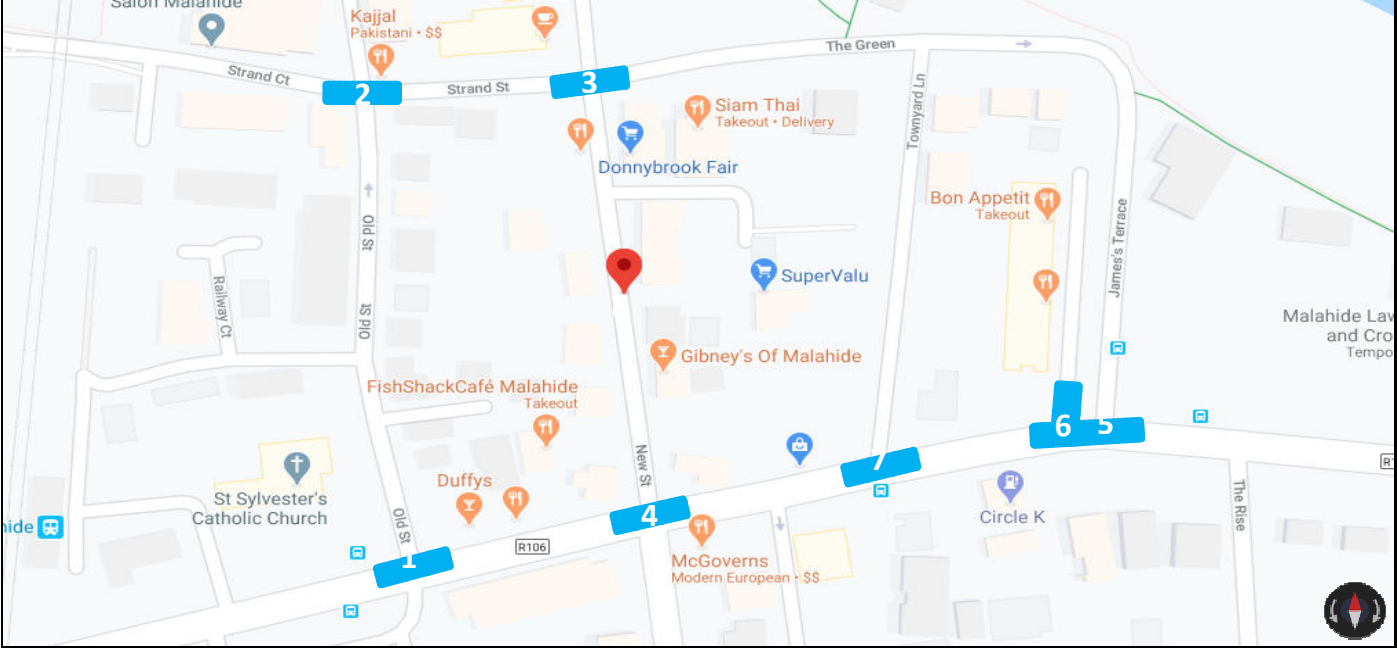 Salon Malahide
Kajjal
Pakistani • $$
The Green
Strand Ct
2
Strand St
3
Siam Thai
Takeout • Delivery
Townyard Ln
Donnybrook Fair
Bon Appetit
Takeout
Old St
James's Terrace
SuperValu
Railway Ct
Old St
Malahide Law
and Cro
Tempo
Gibney's Of Malahide
FishShackCafé Malahide
Takeout
6
5
New St
7
Duffys
St Sylvester's
Catholic Church
The Rise
Circle K
Old St
4
hide
R106
1
McGoverns
Modern European • $$